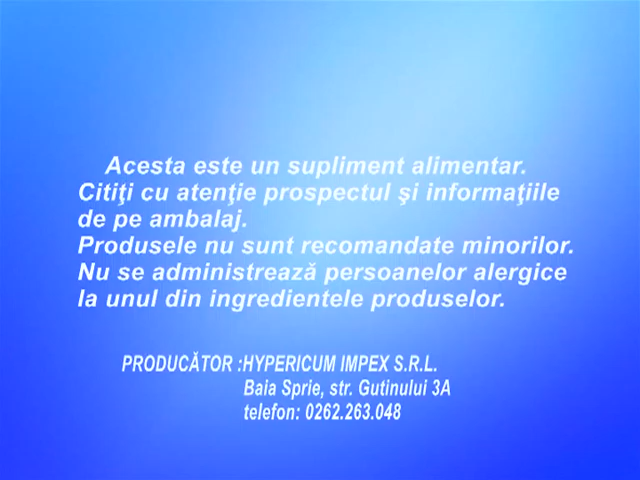 Acesta este un supliment alimentar.
Citiţi cu atenţie prospectul şi informaţiile
de pe ambalaj.
Produsele nu sunt recomandate minorilor.
Nu se administrează persoanelor alergice
la unul din ingredientele produselor.
PRODUCĂTOR :HYPERICUM IMPEX S.R.L.
Baia Sprie, str. Gutinului 3A
telefon: 0262.263.048